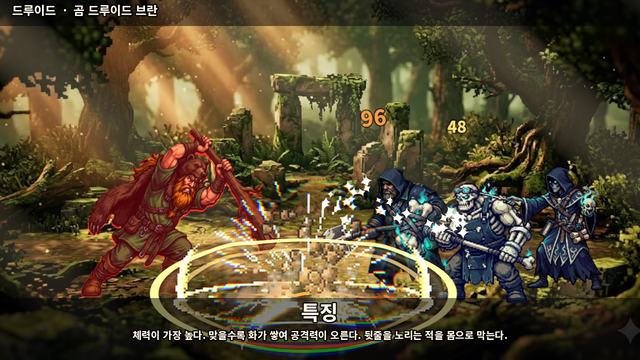 드루이드 · 곰 드루이드 브란
96
48
특징
체력이 가장 높다. 맞을수록 화가 쌓여 공격력이 오른다. 뒷줄을 노리는 적을 몸으로 막는다.